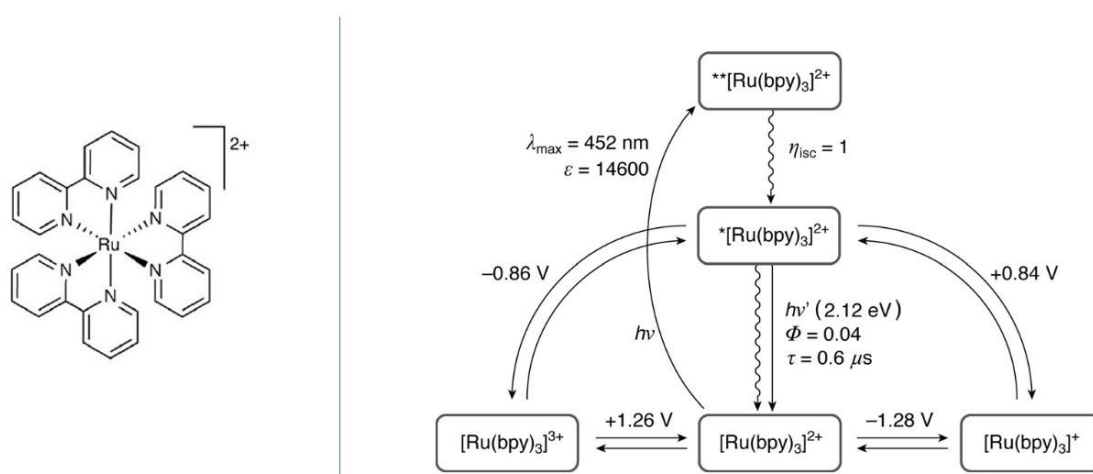 2+
N
N
N
Ru
N
N
N
**[Ru(bpy)₃]²⁺
λmax = 452 nm
ε = 14600
ηisc = 1
*[Ru(bpy)₃]²⁺
–0.86 V
+0.84 V
hν
hν' (2.12 eV)
Φ = 0.04
τ = 0.6 μs
[Ru(bpy)₃]³⁺
+1.26 V
[Ru(bpy)₃]²⁺
–1.28 V
[Ru(bpy)₃]⁺